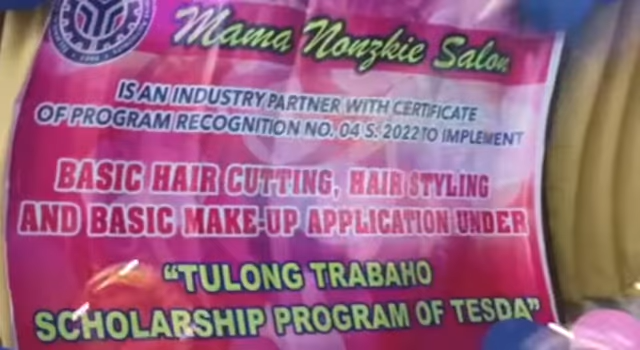 Mama Nonzkie Salon
IS AN INDUSTRY PARTNER WITH CERTIFICATE
OF PROGRAM RECOGNITION NO. 04 S. 2022 TO IMPLEMENT
BASIC HAIR CUTTING, HAIR STYLING
AND BASIC MAKE-UP APPLICATION UNDER
"TULONG TRABAHO
SCHOLARSHIP PROGRAM OF TESDA"